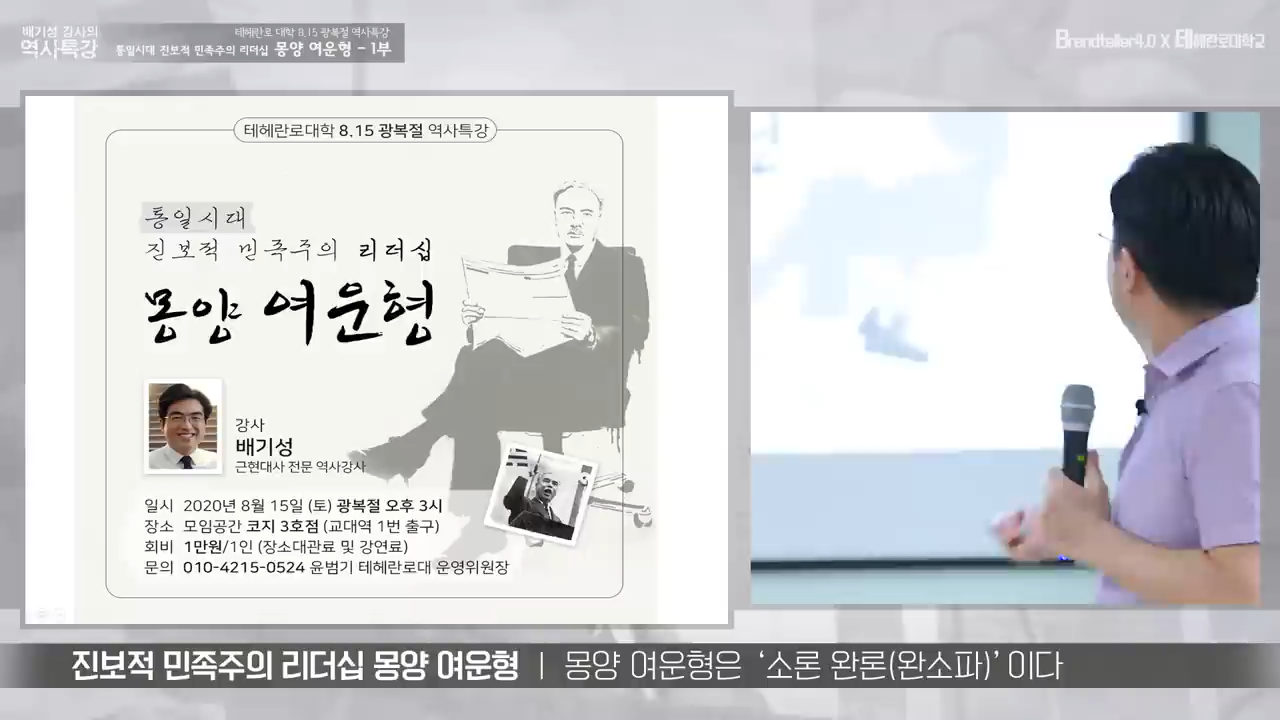 배기성 강사의
역사특강
테헤란로 대학 8.15 광복절 역사특강
통일시대 진보적 민족주의 리더십 몽양 여운형 - 1부
Brandteller4.0 X 테헤란로대학교
테헤란로대학 8.15 광복절 역사특강
통일시대
진보적 민족주의 리더십
몽양 여운형
강사
배기성
근현대사 전문 역사강사
일시 2020년 8월 15일 (토) 광복절 오후 3시
장소 모임공간 코지 3호점 (교대역 1번 출구)
회비 1만원/1인 (장소대관료 및 강연료)
문의 010-4215-0524 윤범기 테헤란로대 운영위원장
진보적 민족주의 리더십 몽양 여운형 | 몽양 여운형은 ‘소론 완론(완소파)’이다